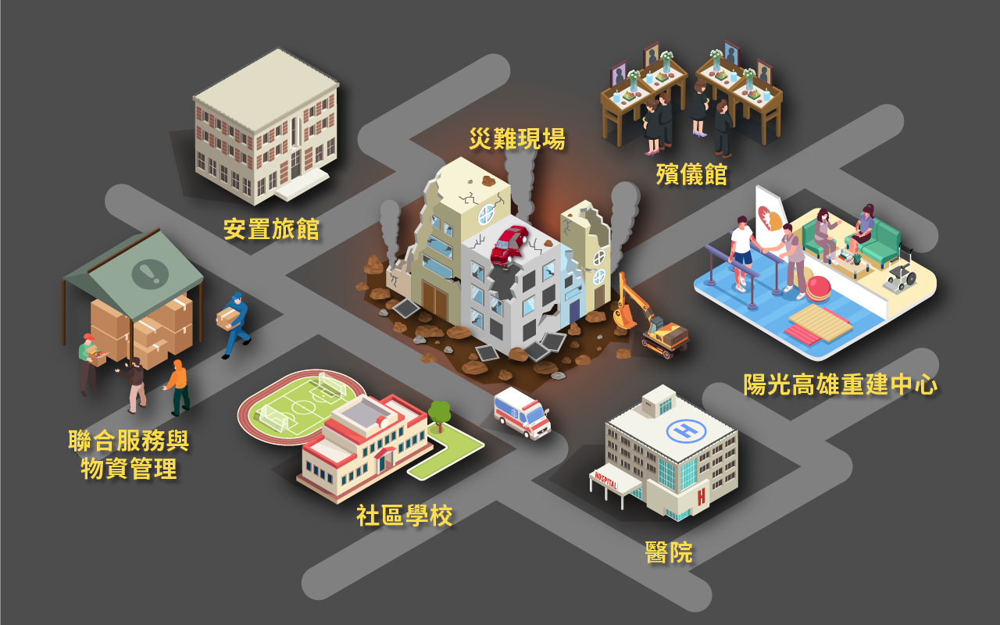 災難現場
殯儀館
安置旅館
陽光高雄重建中心
聯合服務與
物資管理
HOSPITAL
H
H
社區學校
醫院